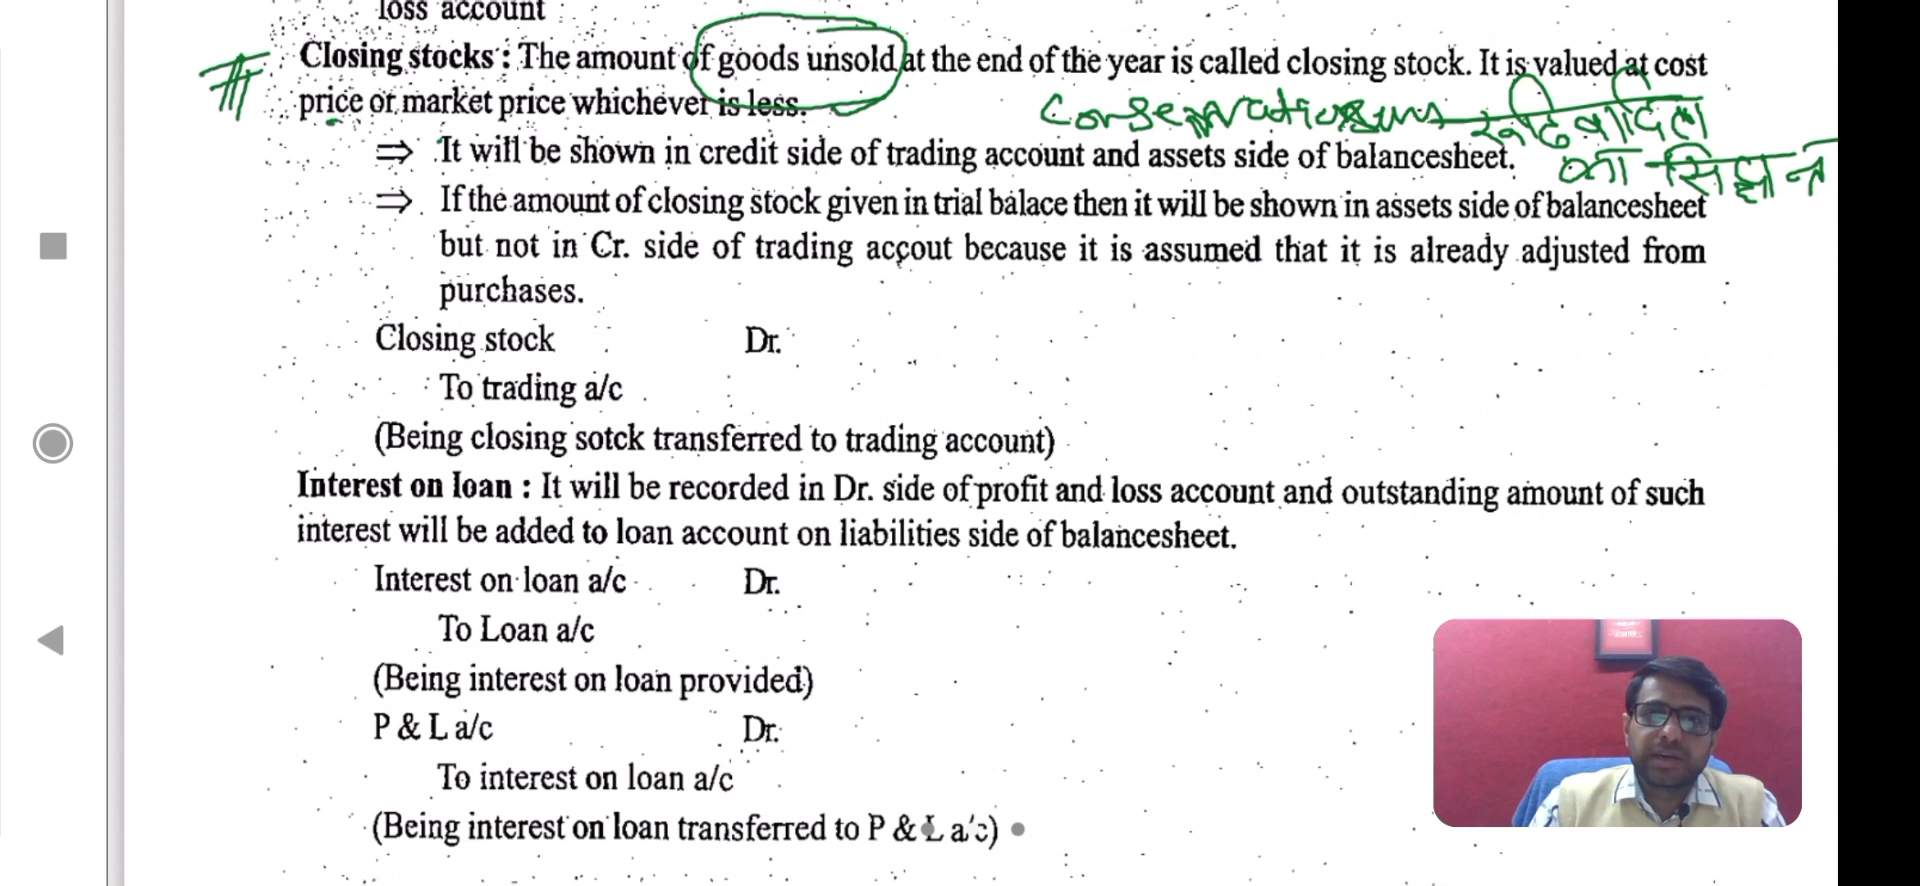 loss account
Closing stocks : The amount of goods unsold at the end of the year is called closing stock. It is valued at cost
price or market price whichever is less.
रूढ़िवादिता
⇒ It will be shown in credit side of trading account and assets side of balancesheet.
का सिद्धान्त
⇒ If the amount of closing stock given in trial balace then it will be shown in assets side of balancesheet
but not in Cr. side of trading accout because it is assumed that it is already adjusted from
purchases.
Closing stock Dr.
To trading a/c
(Being closing sotck transferred to trading account)
Interest on loan : It will be recorded in Dr. side of profit and loss account and outstanding amount of such
interest will be added to loan account on liabilities side of balancesheet.
Interest on loan a/c Dr.
To Loan a/c
(Being interest on loan provided)
P & L a/c Dr.
To interest on loan a/c
(Being interest on loan transferred to P & L a/c)